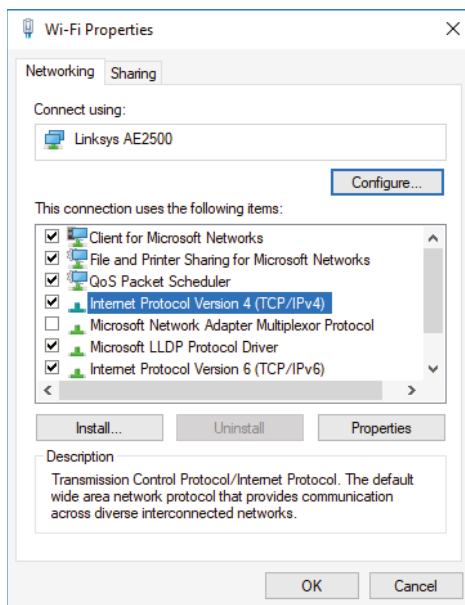 Wi-Fi Properties
Networking
Sharing
Connect using:
Linksys AE2500
Configure...
This connection uses the following items:
Client for Microsoft Networks
File and Printer Sharing for Microsoft Networks
QoS Packet Scheduler
Internet Protocol Version 4 (TCP/IPv4)
Microsoft Network Adapter Multiplexor Protocol
Microsoft LLDP Protocol Driver
Internet Protocol Version 6 (TCP/IPv6)
Install...
Uninstall
Properties
Description
Transmission Control Protocol/Internet Protocol. The default
wide area network protocol that provides communication
across diverse interconnected networks.
OK
Cancel